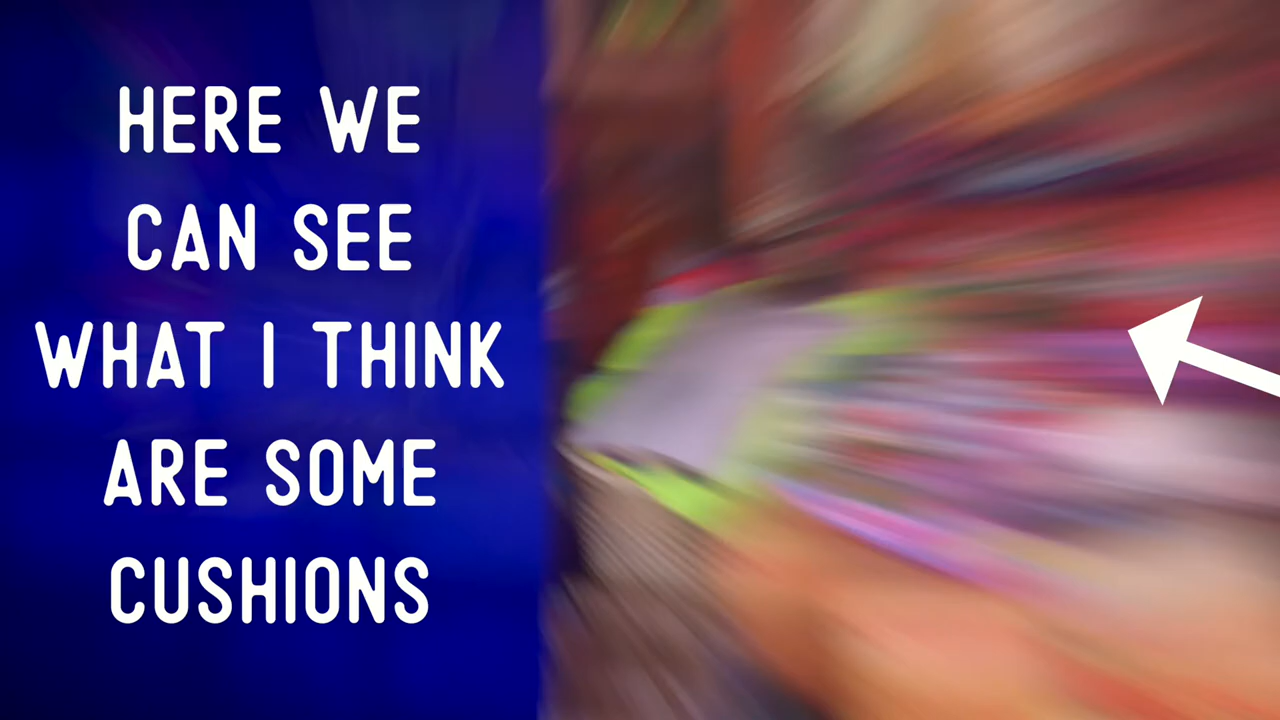 HERE WE
CAN SEE
WHAT I THINK
ARE SOME
CUSHIONS